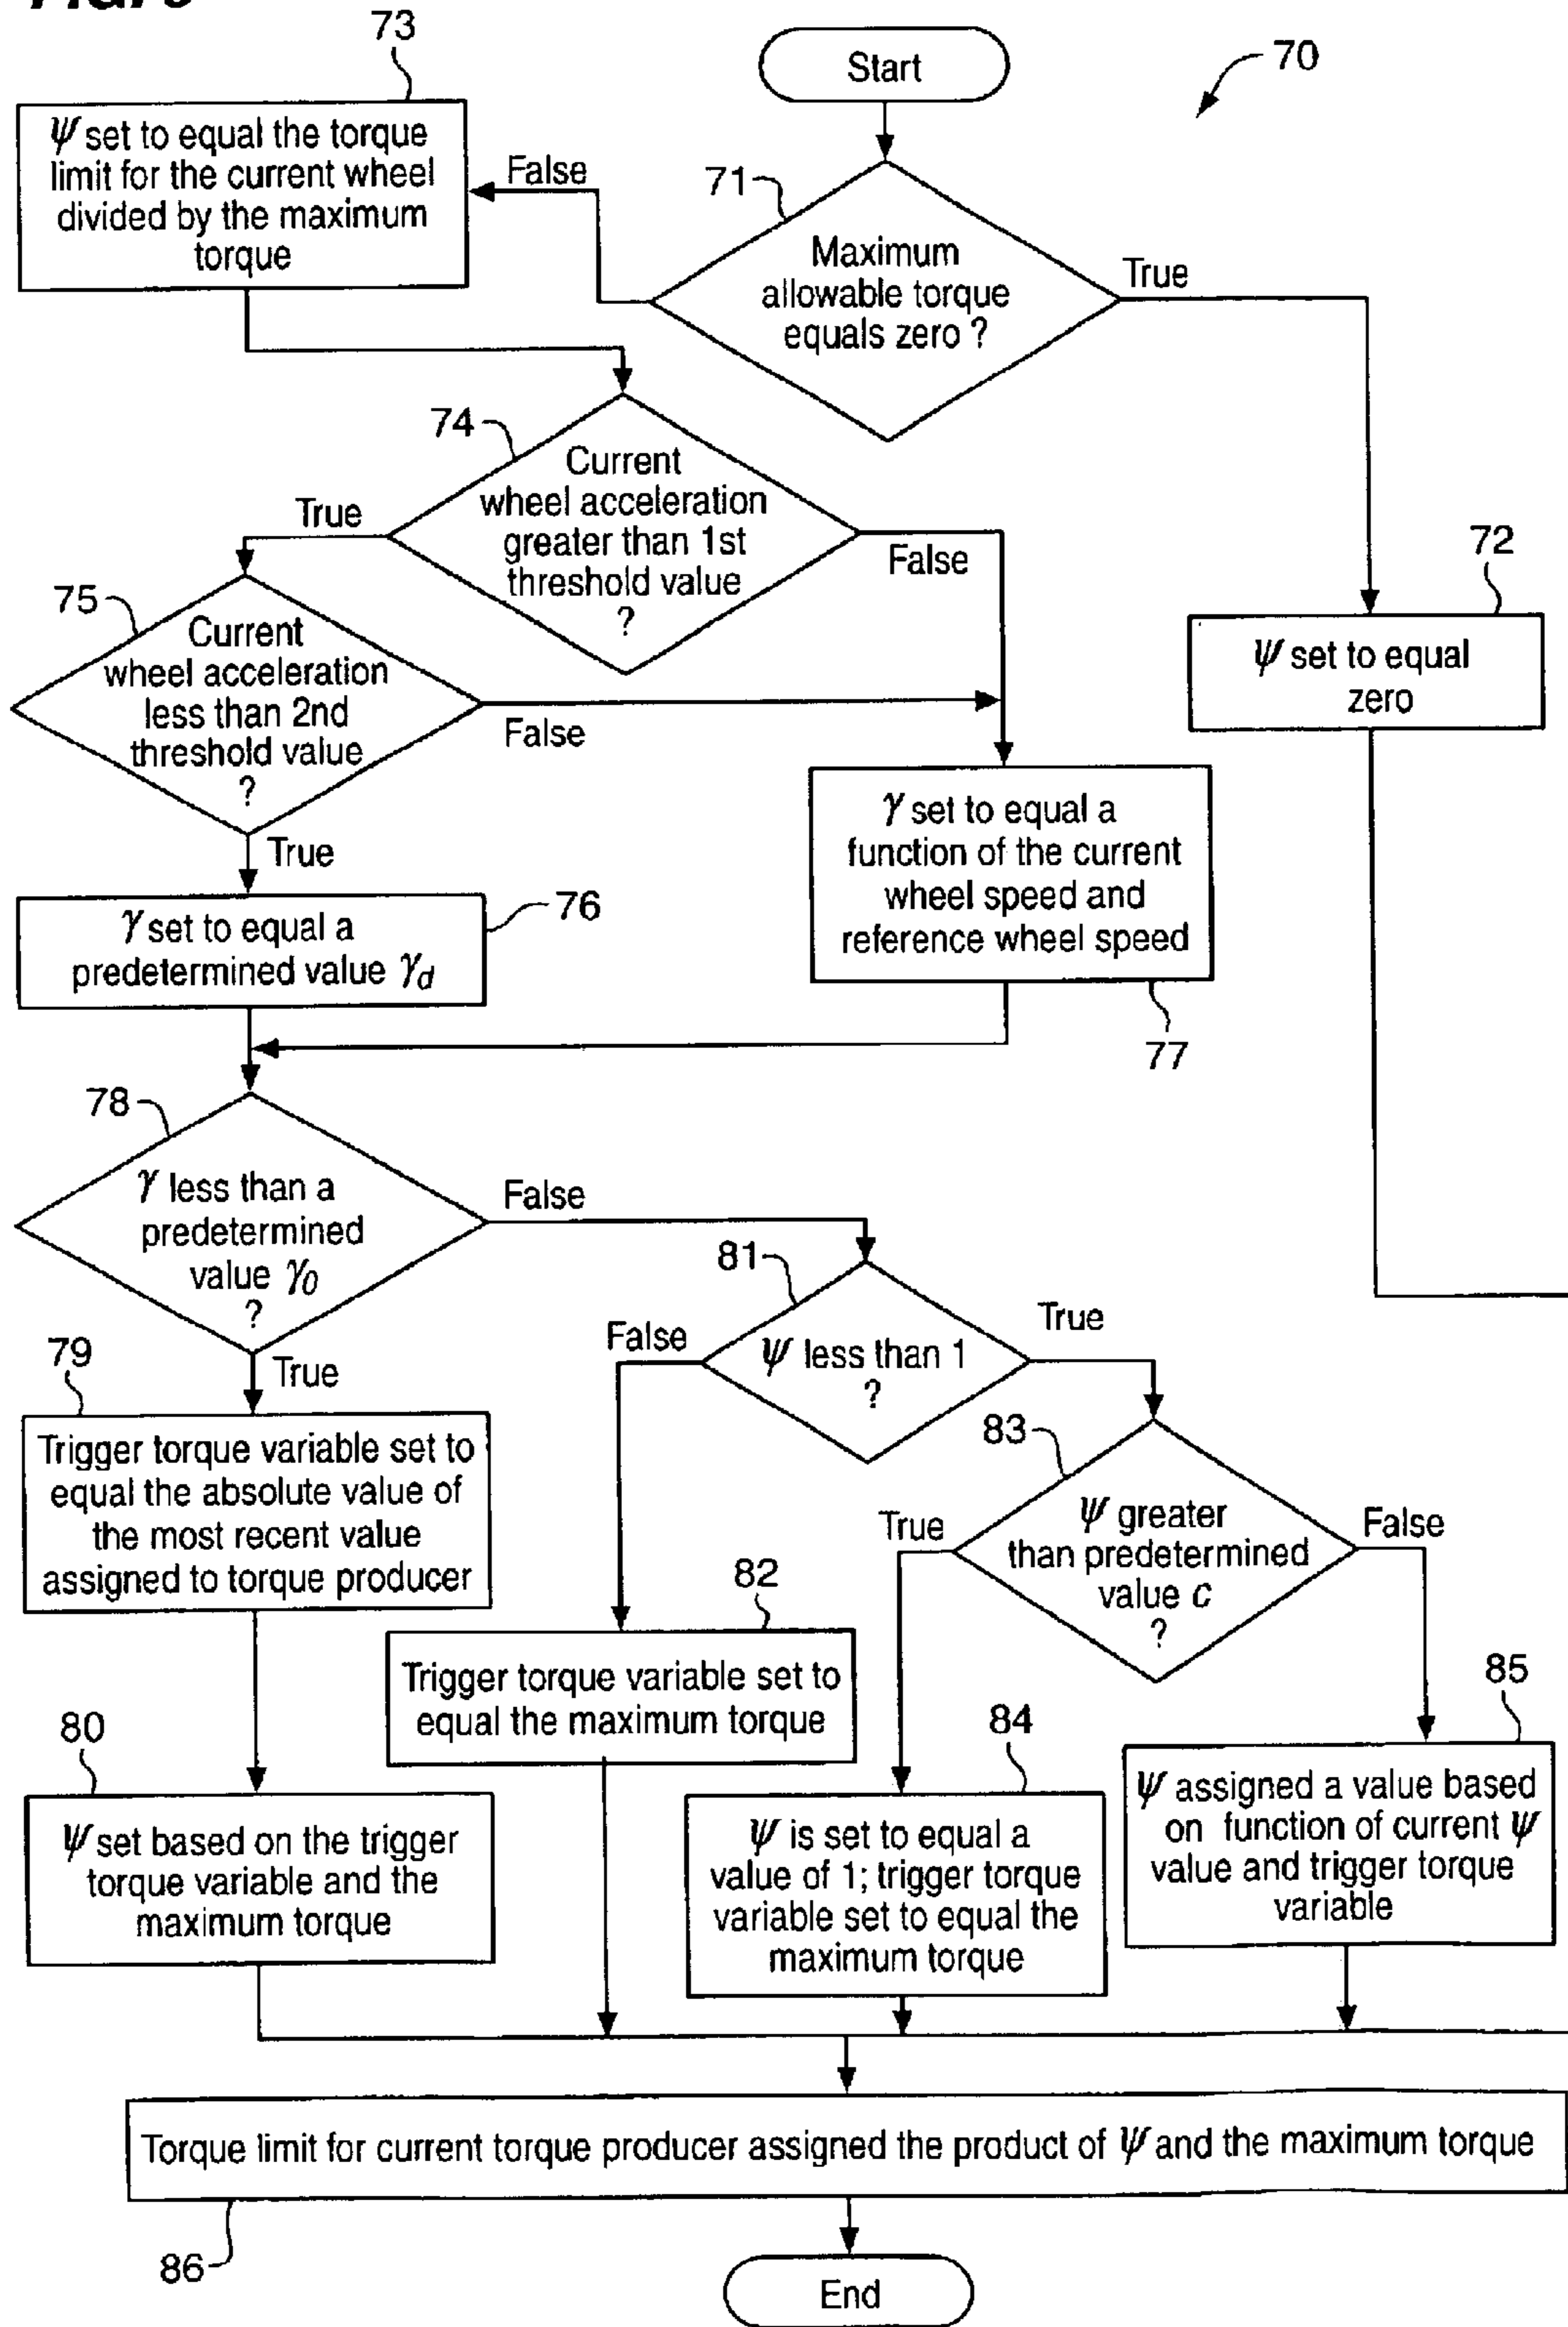 73
Start
70
ψ set to equal the torque
limit for the current wheel
divided by the maximum
torque
False
71
Maximum
allowable torque
equals zero ?
True
74
Current
wheel acceleration
greater than 1st
threshold value
?
True
False
72
ψ set to equal
zero
75
Current
wheel acceleration
less than 2nd
threshold value
?
False
True
γ set to equal a
function of the current
wheel speed and
reference wheel speed
77
76
γ set to equal a
predetermined value γd
78
γ less than a
predetermined
value γ0
?
False
True
81
ψ less than 1
?
False
True
79
Trigger torque variable set to
equal the absolute value of
the most recent value
assigned to torque producer
83
ψ greater
than predetermined
value c
?
True
False
82
Trigger torque variable set to
equal the maximum torque
80
ψ set based on the trigger
torque variable and the
maximum torque
84
ψ is set to equal a
value of 1; trigger torque
variable set to equal the
maximum torque
85
ψ assigned a value based
on function of current ψ
value and trigger torque
variable
Torque limit for current torque producer assigned the product of ψ and the maximum torque
86
End